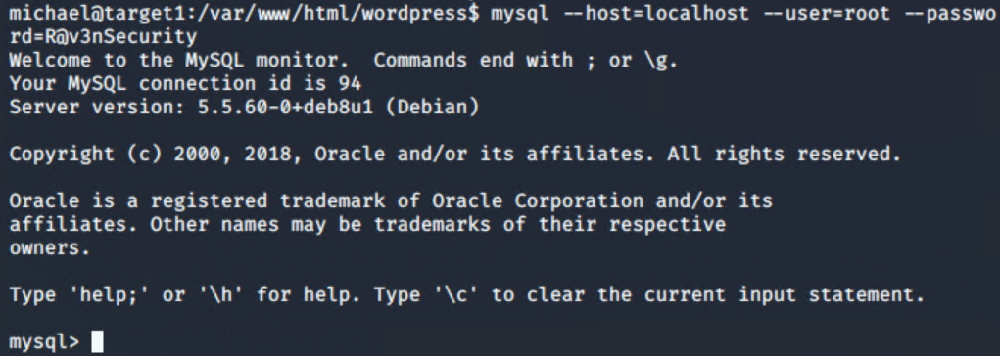 michael@target1:/var/www/html/wordpress$ mysql --host=localhost --user=root --passwo
rd=R@v3nSecurity
Welcome to the MySQL monitor.  Commands end with ; or \g.
Your MySQL connection id is 94
Server version: 5.5.60-0+deb8u1 (Debian)
Copyright (c) 2000, 2018, Oracle and/or its affiliates. All rights reserved.
Oracle is a registered trademark of Oracle Corporation and/or its
affiliates. Other names may be trademarks of their respective
owners.
Type 'help;' or '\h' for help. Type '\c' to clear the current input statement.
mysql>